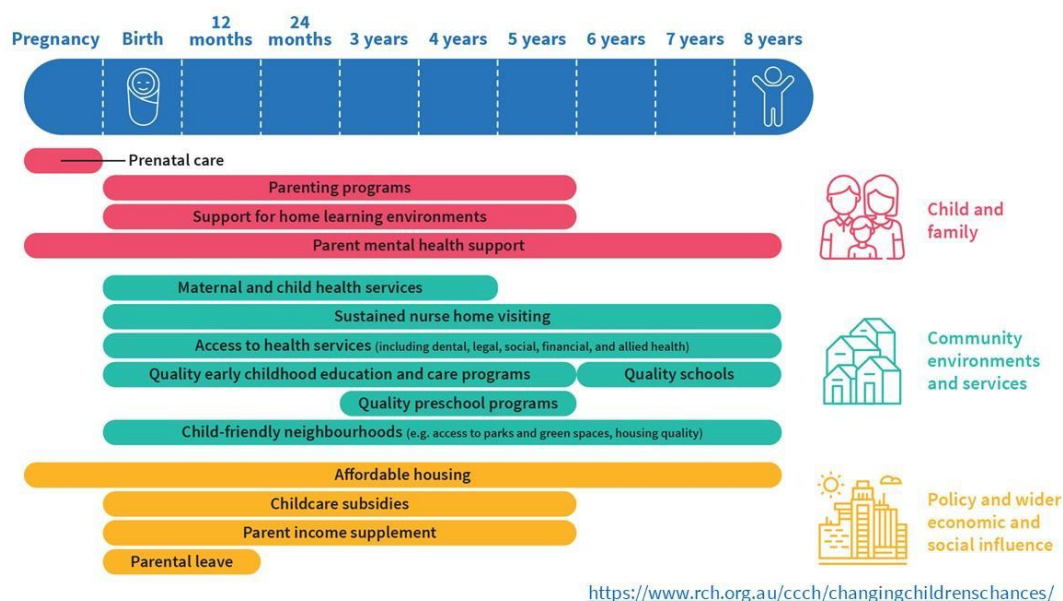 Pregnancy
Birth
12
months
24
months
3 years
4 years
5 years
6 years
7 years
8 years
Prenatal care
Parenting programs
Support for home learning environments
Parent mental health support
Child and
family
Maternal and child health services
Sustained nurse home visiting
Access to health services (including dental, legal, social, financial, and allied health)
Quality early childhood education and care programs
Quality schools
Quality preschool programs
Child-friendly neighbourhoods (e.g. access to parks and green spaces, housing quality)
Community
environments
and services
Affordable housing
Childcare subsidies
Parent income supplement
Parental leave
Policy and wider
economic and
social influence
https://www.rch.org.au/ccch/changingchildrenschances/